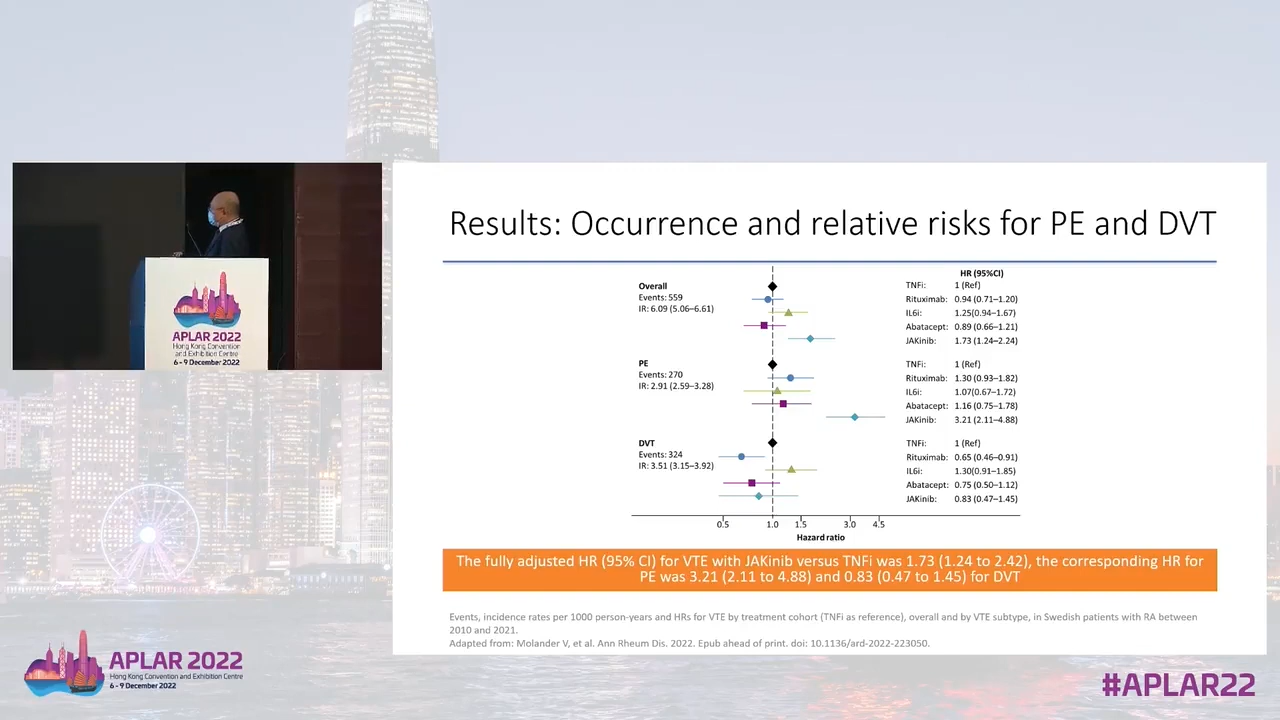 APLAR 2022
Hong Kong Convention
and Exhibition Centre
6 - 9 December 2022
Results: Occurrence and relative risks for PE and DVT
HR (95%CI)
Overall
Events: 559
IR: 6.09 (5.06–6.61)
TNFi: 1 (Ref)
Rituximab: 0.94 (0.71–1.20)
IL6i: 1.25(0.94–1.67)
Abatacept: 0.89 (0.66–1.21)
JAKinib: 1.73 (1.24–2.24)
PE
Events: 270
IR: 2.91 (2.59–3.28)
TNFi: 1 (Ref)
Rituximab: 1.30 (0.93–1.82)
IL6i: 1.07(0.67–1.72)
Abatacept: 1.16 (0.75–1.78)
JAKinib: 3.21 (2.11–4.88)
DVT
Events: 324
IR: 3.51 (3.15–3.92)
TNFi: 1 (Ref)
Rituximab: 0.65 (0.46–0.91)
IL6i: 1.30(0.91–1.85)
Abatacept: 0.75 (0.50–1.12)
JAKinib: 0.83 (0.47–1.45)
0.5 1.0 1.5 3.0 4.5
Hazard ratio
The fully adjusted HR (95% CI) for VTE with JAKinib versus TNFi was 1.73 (1.24 to 2.42), the corresponding HR for
PE was 3.21 (2.11 to 4.88) and 0.83 (0.47 to 1.45) for DVT
Events, incidence rates per 1000 person-years and HRs for VTE by treatment cohort (TNFi as reference), overall and by VTE subtype, in Swedish patients with RA between
2010 and 2021.
Adapted from: Molander V, et al. Ann Rheum Dis. 2022. Epub ahead of print. doi: 10.1136/ard-2022-223050.
APLAR 2022
Hong Kong Convention and Exhibition Centre
6 - 9 December 2022
#APLAR22